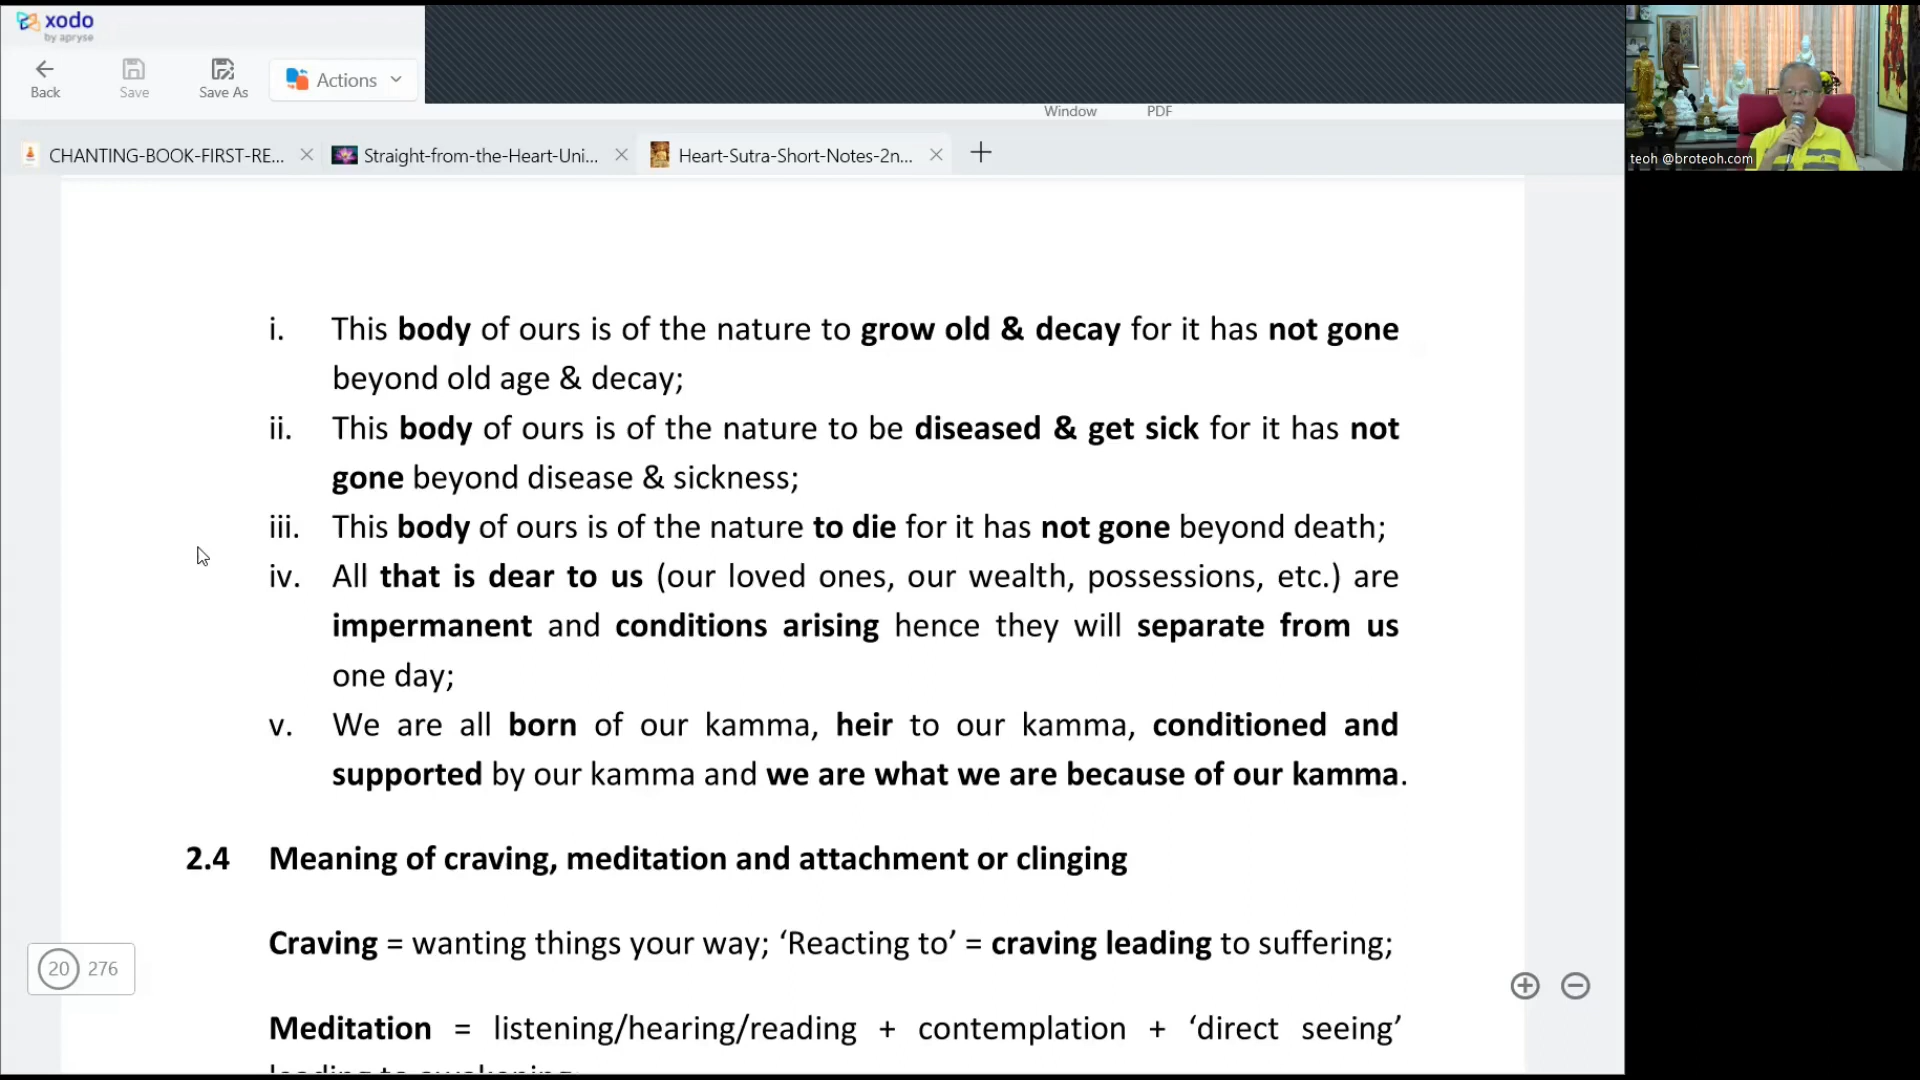 xodo
by apryse
Back
Save
Save As
Actions
Window
PDF
CHANTING-BOOK-FIRST-RE...
Straight-from-the-Heart-Uni...
Heart-Sutra-Short-Notes-2n...
teoh @broteoh.com
i. This body of ours is of the nature to grow old & decay for it has not gone
beyond old age & decay;
ii. This body of ours is of the nature to be diseased & get sick for it has not
gone beyond disease & sickness;
iii. This body of ours is of the nature to die for it has not gone beyond death;
iv. All that is dear to us (our loved ones, our wealth, possessions, etc.) are
impermanent and conditions arising hence they will separate from us
one day;
v. We are all born of our kamma, heir to our kamma, conditioned and
supported by our kamma and we are what we are because of our kamma.
2.4 Meaning of craving, meditation and attachment or clinging
Craving = wanting things your way; ‘Reacting to’ = craving leading to suffering;
Meditation = listening/hearing/reading + contemplation + ‘direct seeing’
leading to awakening;
20 276